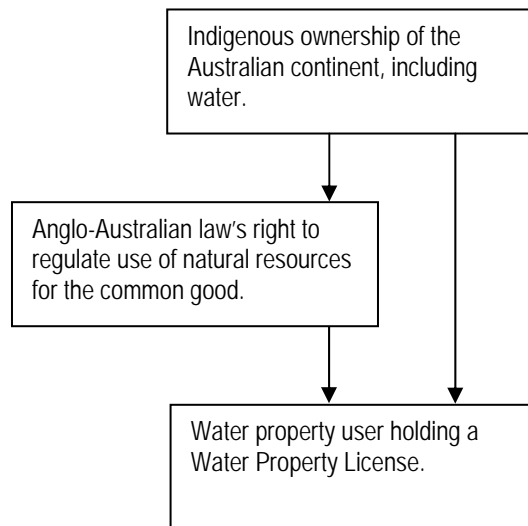 Indigenous ownership of the
Australian continent, including
water.
Anglo-Australian law's right to
regulate use of natural resources
for the common good.
Water property user holding a
Water Property License.